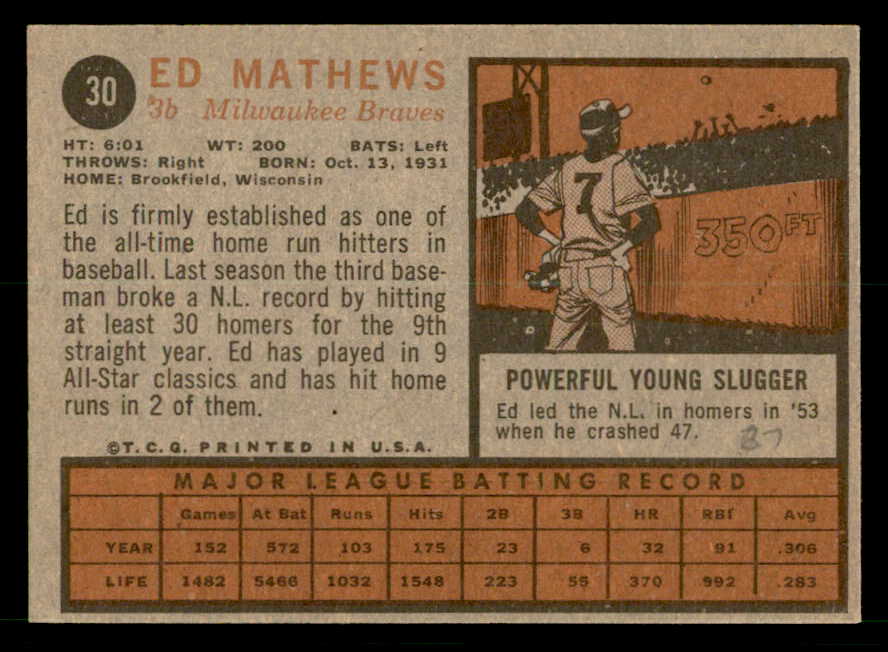 30
ED MATHEWS
3b Milwaukee Braves
HT: 6:01 WT: 200 BATS: Left
THROWS: Right BORN: Oct. 13, 1931
HOME: Brookfield, Wisconsin
Ed is firmly established as one of
the all-time home run hitters in
baseball. Last season the third base-
man broke a N.L. record by hitting
at least 30 homers for the 9th
straight year. Ed has played in 9
All-Star classics and has hit home
runs in 2 of them.
©T.C.G. PRINTED IN U.S.A.
7
350 FT
POWERFUL YOUNG SLUGGER
Ed led the N.L. in homers in '53
when he crashed 47.
87
MAJOR LEAGUE BATTING RECORD
Games At Bat Runs Hits 2B 3B HR RBI Avg
YEAR 152 572 103 175 23 6 32 91 .306
LIFE 1482 5466 1032 1548 223 55 370 992 .283